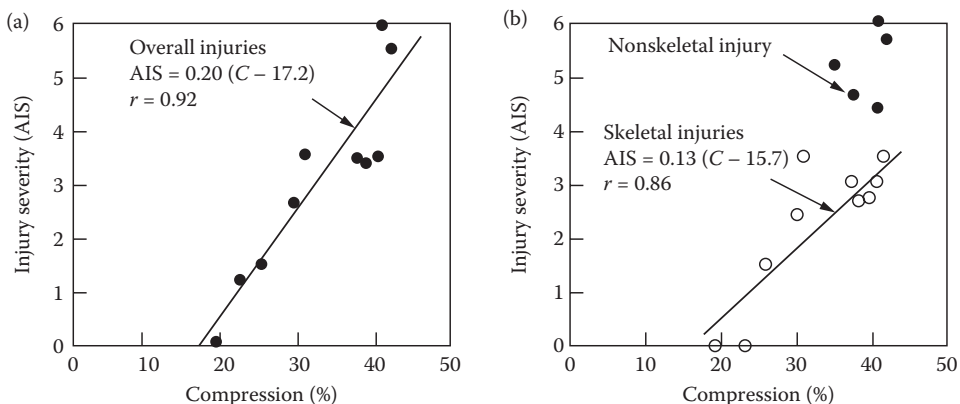 (a)
6
5
4
3
2
1
0
Injury severity (AIS)
Overall injuries
AIS = 0.20 (C – 17.2)
r = 0.92
0 10 20 30 40 50
Compression (%)
(b)
6
5
4
3
2
1
0
Injury severity (AIS)
Nonskeletal injury
Skeletal injuries
AIS = 0.13 (C – 15.7)
r = 0.86
0 10 20 30 40 50
Compression (%)